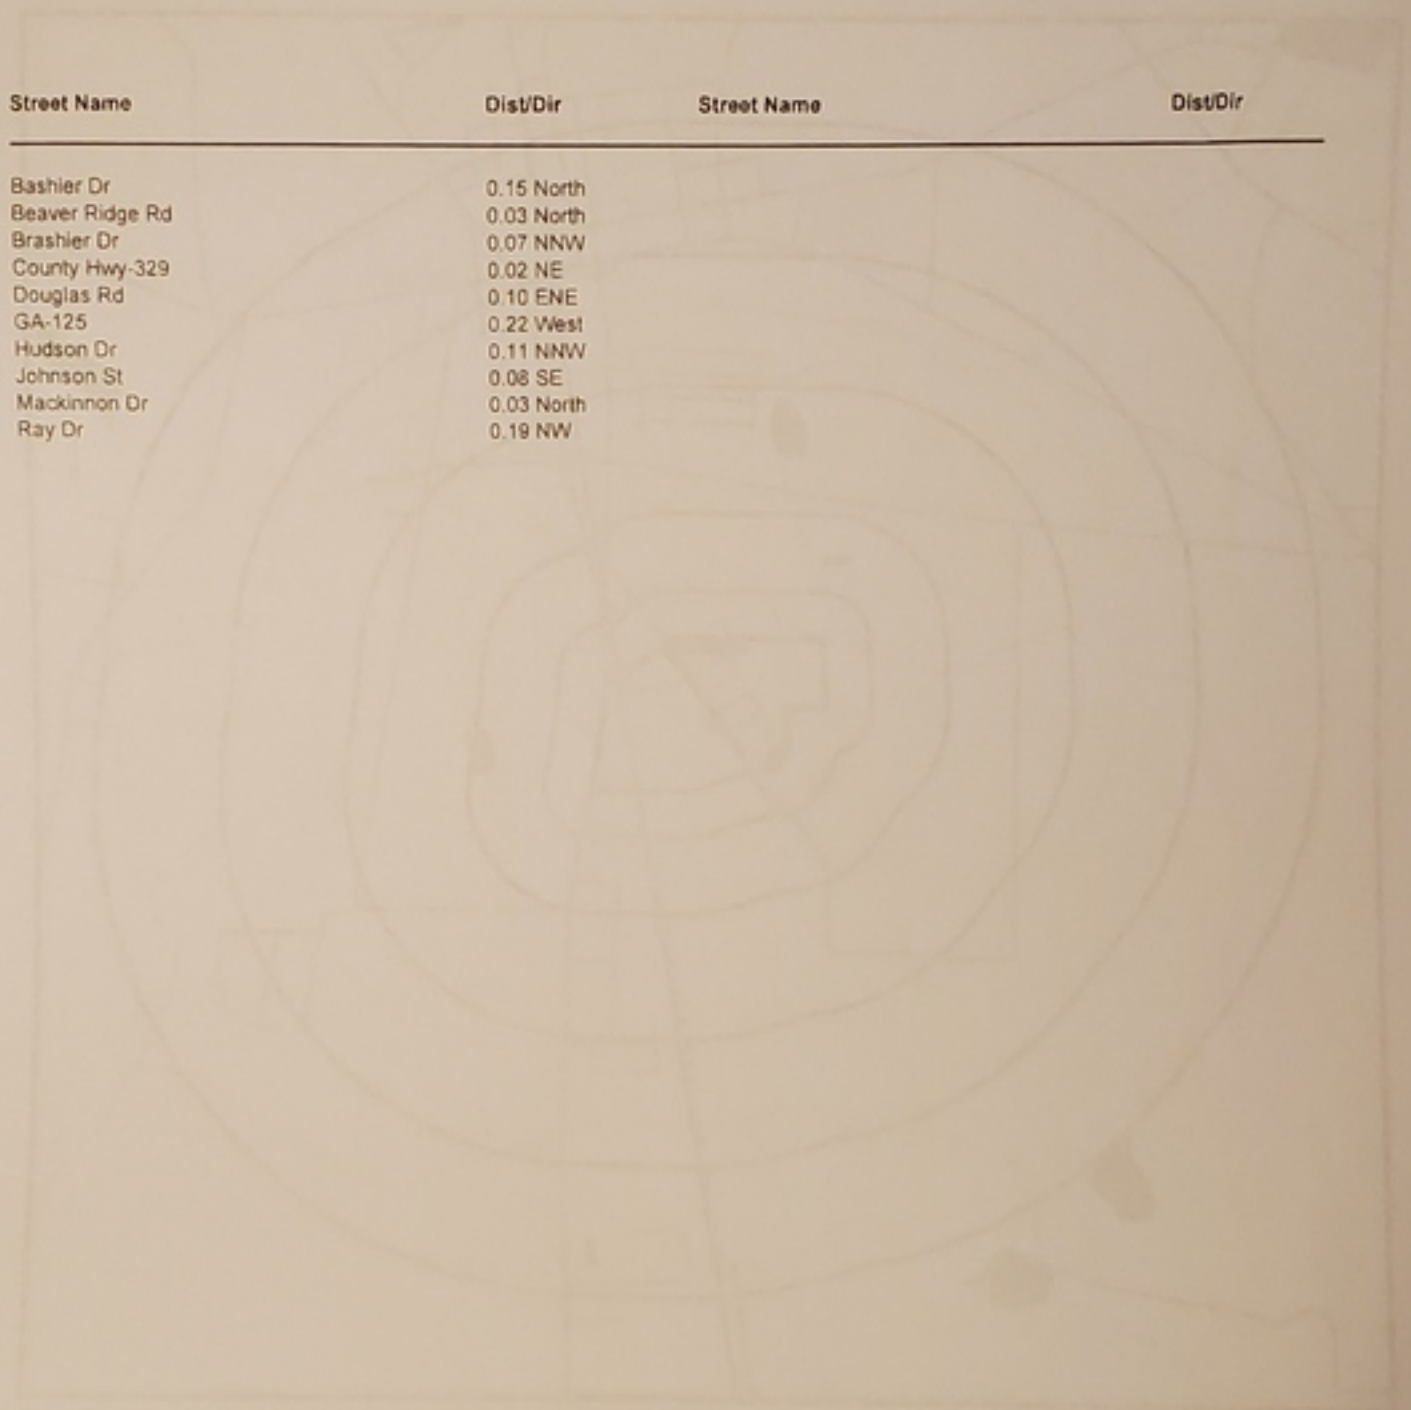 Street Name Dist/Dir Street Name Dist/Dir
Bashier Dr 0.15 North
Beaver Ridge Rd 0.03 North
Brashier Dr 0.07 NNW
County Hwy-329 0.02 NE
Douglas Rd 0.10 ENE
GA-125 0.22 West
Hudson Dr 0.11 NNW
Johnson St 0.08 SE
Mackinnon Dr 0.03 North
Ray Dr 0.19 NW